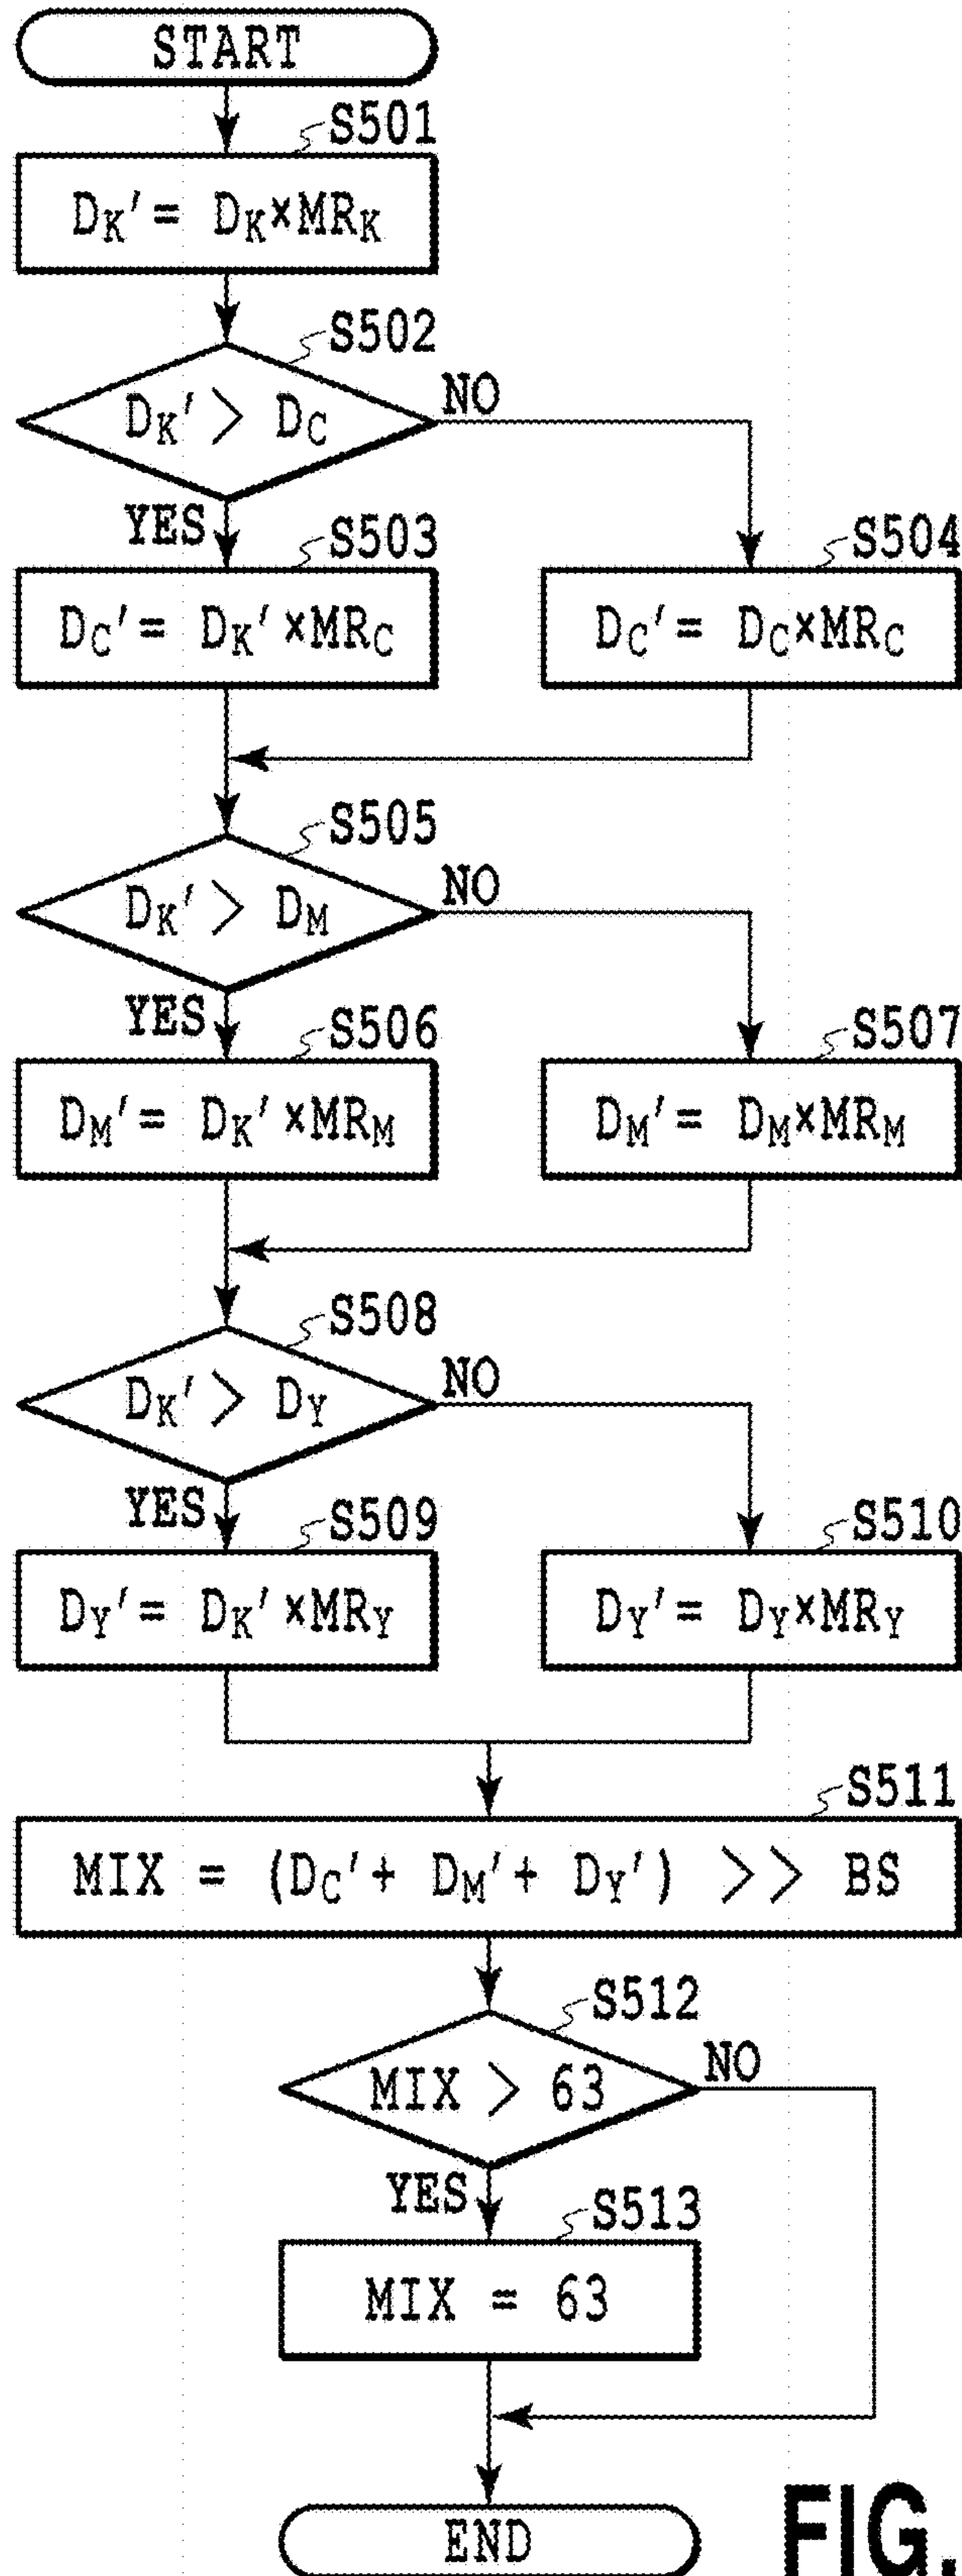 START
S501
DK'= DK×MRK
S502
DK'> DC
NO
YES
S503
S504
DC'= DK'×MRC
DC'= DC×MRC
S505
DK'> DM
NO
YES
S506
S507
DM'= DK'×MRM
DM'= DM×MRM
S508
DK'> DY
NO
YES
S509
S510
DY'= DK'×MRY
DY'= DY×MRY
S511
MIX = (DC'+ DM'+ DY') >> BS
S512
MIX > 63
NO
YES
S513
MIX = 63
END
FIG.